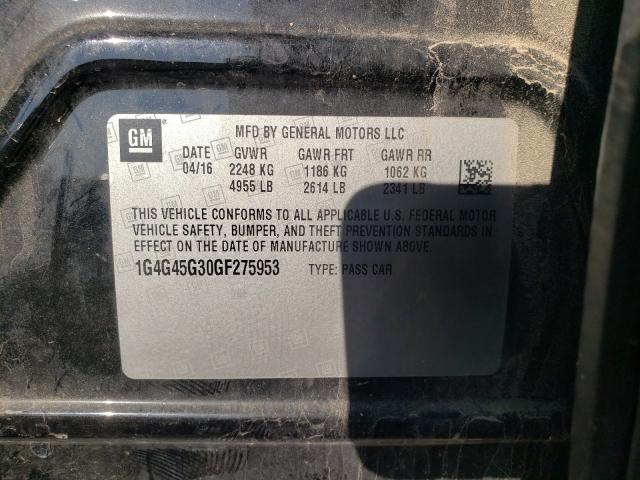 GM
MFD BY GENERAL MOTORS LLC
DATE GVWR GAWR FRT GAWR RR
04/16 2248 KG 1186 KG 1062 KG
4955 LB 2614 LB 2341 LB
THIS VEHICLE CONFORMS TO ALL APPLICABLE U.S. FEDERAL MOTOR
VEHICLE SAFETY, BUMPER, AND THEFT PREVENTION STANDARDS IN
EFFECT ON THE DATE OF MANUFACTURE SHOWN ABOVE.
1G4G45G30GF275953 TYPE: PASS CAR